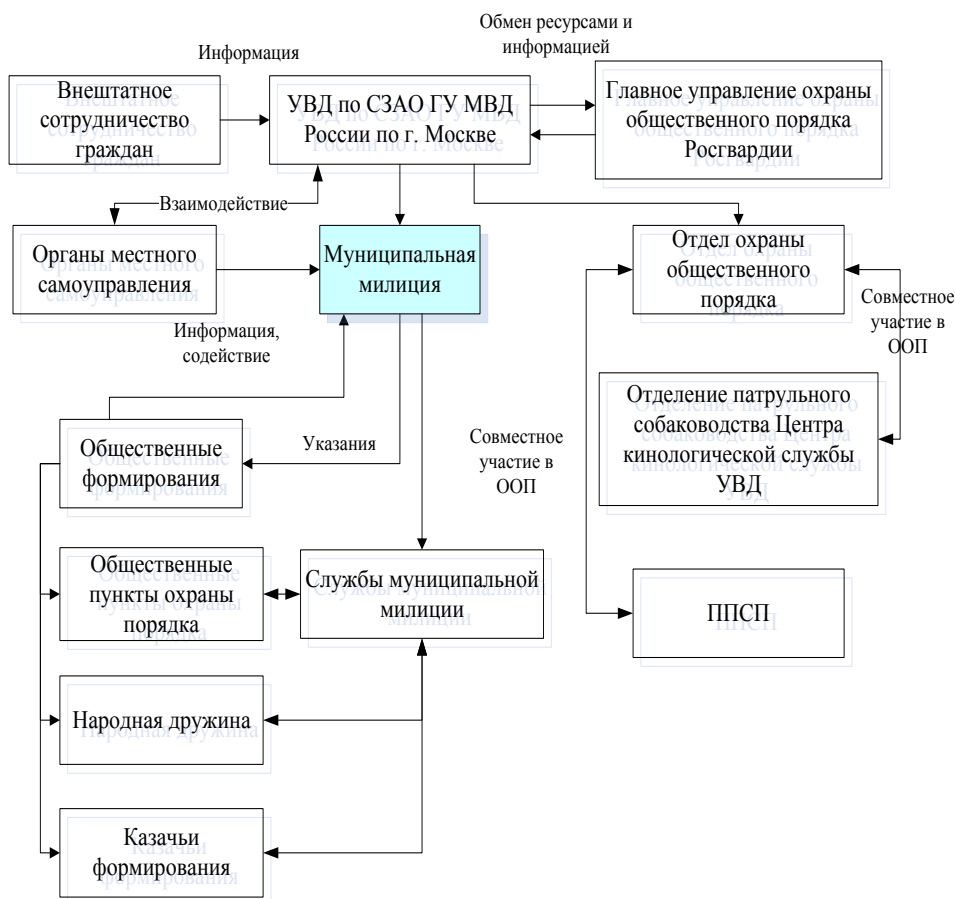 Обмен ресурсами и
информацией
Информация
Внештатное
сотрудничество
граждан
УВД по СЗАО ГУ МВД
России по г. Москве
Главное управление охраны
общественного порядка
Росгвардии
Взаимодействие
Органы местного
самоуправления
Муниципальная
милиция
Отдел охраны
общественного
порядка
Совместное
участие в
ООП
Информация,
содействие
Отделение патрульного
собаководства Центра
кинологической службы
УВД
Общественные
формирования
Указания
Совместное
участие в
ООП
Общественные
пункты охраны
порядка
Службы муниципальной
милиции
ППСП
Народная дружина
Казачьи
формирования